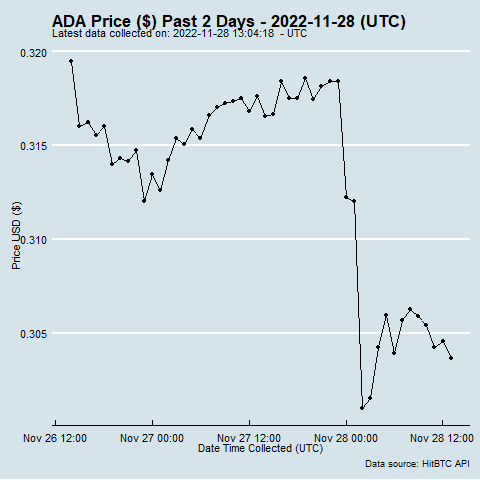 ADA Price ($) Past 2 Days - 2022-11-28 (UTC)
Latest data collected on: 2022-11-28 13:04:18 - UTC
0.320
0.315
0.310
0.305
Price USD ($)
Nov 26 12:00
Nov 27 00:00
Nov 27 12:00
Nov 28 00:00
Nov 28 12:00
Date Time Collected (UTC)
Data source: HitBTC API